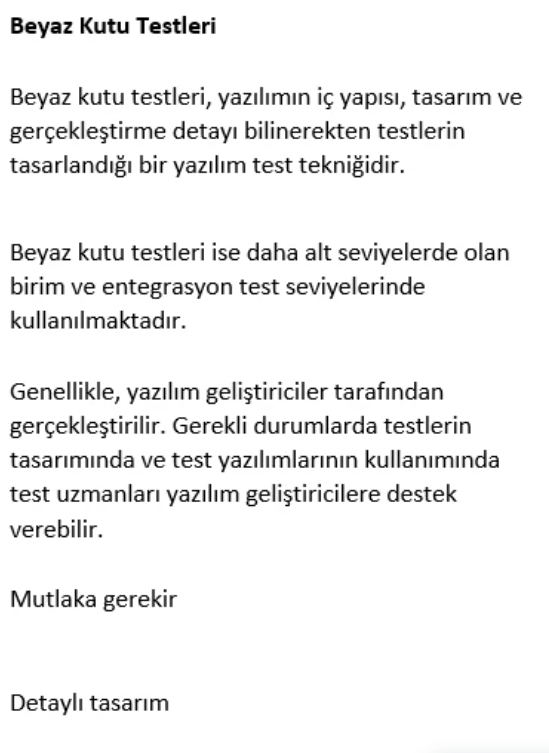 Beyaz Kutu Testleri
Beyaz kutu testleri, yazılımın iç yapısı, tasarım ve
gerçekleştirme detayı bilinerekten testlerin
tasarlandığı bir yazılım test tekniğidir.
Beyaz kutu testleri ise daha alt seviyelerde olan
birim ve entegrasyon test seviyelerinde
kullanılmaktadır.
Genellikle, yazılım geliştiriciler tarafından
gerçekleştirilir. Gerekli durumlarda testlerin
tasarımında ve test yazılımlarının kullanımında
test uzmanları yazılım geliştiricilere destek
verebilir.
Mutlaka gerekir
Detaylı tasarım